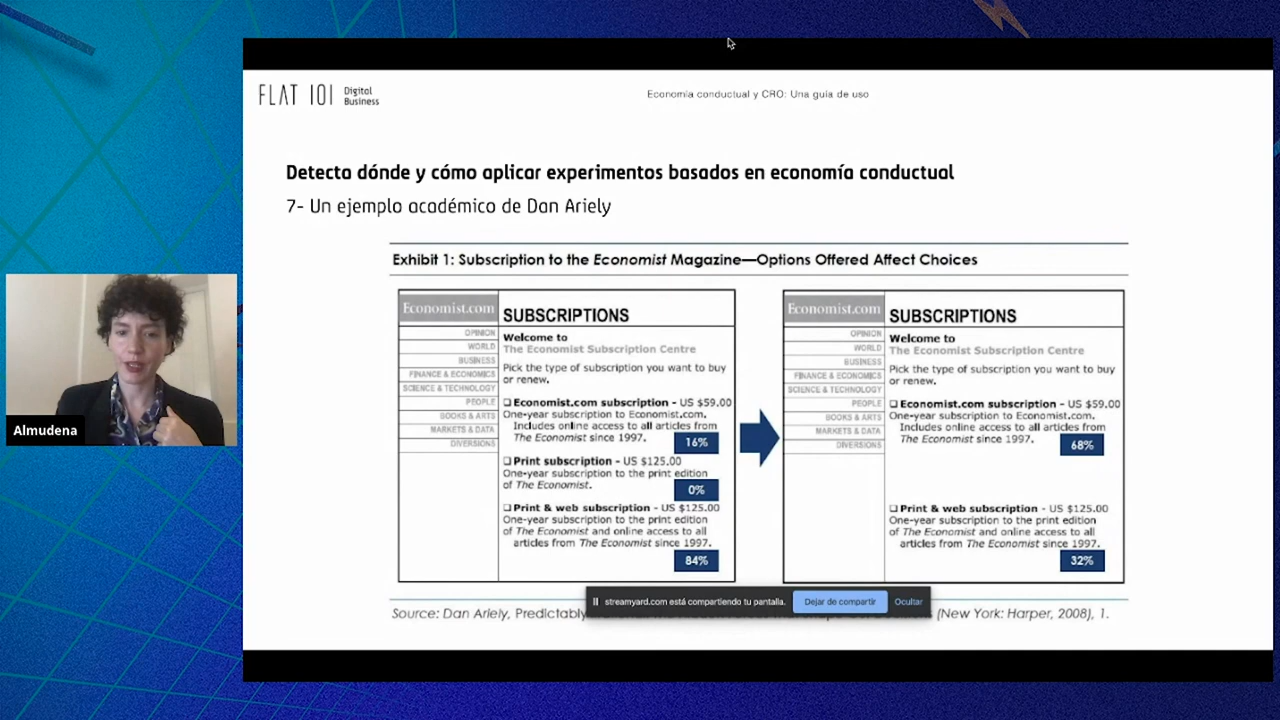 FLAT 101 Digital Business
Economía conductual y CRO: Una guía de uso
Detecta dónde y cómo aplicar experimentos basados en economía conductual
7- Un ejemplo académico de Dan Ariely
Exhibit 1: Subscription to the Economist Magazine—Options Offered Affect Choices
Economist.com
OPINION
WORLD
BUSINESS
FINANCE & ECONOMICS
SCIENCE & TECHNOLOGY
PEOPLE
BOOKS & ARTS
MARKETS & DATA
DIVERSIONS
SUBSCRIPTIONS
Welcome to
The Economist Subscription Centre
Pick the type of subscription you want to buy
or renew.
❑ Economist.com subscription - US $59.00
One-year subscription to Economist.com.
Includes online access to all articles from
The Economist since 1997.
16%
❑ Print subscription - US $125.00
One-year subscription to the print edition
of The Economist.
0%
❑ Print & web subscription - US $125.00
One-year subscription to the print edition
of The Economist and online access to all
articles from The Economist since 1997.
84%
Economist.com
OPINION
WORLD
BUSINESS
FINANCE & ECONOMICS
SCIENCE & TECHNOLOGY
PEOPLE
BOOKS & ARTS
MARKETS & DATA
DIVERSIONS
SUBSCRIPTIONS
Welcome to
The Economist Subscription Centre
Pick the type of subscription you want to buy
or renew.
❑ Economist.com subscription - US $59.00
One-year subscription to Economist.com.
Includes online access to all articles from
The Economist since 1997.
68%
❑ Print & web subscription - US $125.00
One-year subscription to the print edition
of The Economist and online access to all
articles from The Economist since 1997.
32%
streamyard.com está compartiendo tu pantalla.
Dejar de compartir
Ocultar
Source: Dan Ariely, Predictably (New York: Harper, 2008), 1.
Almudena